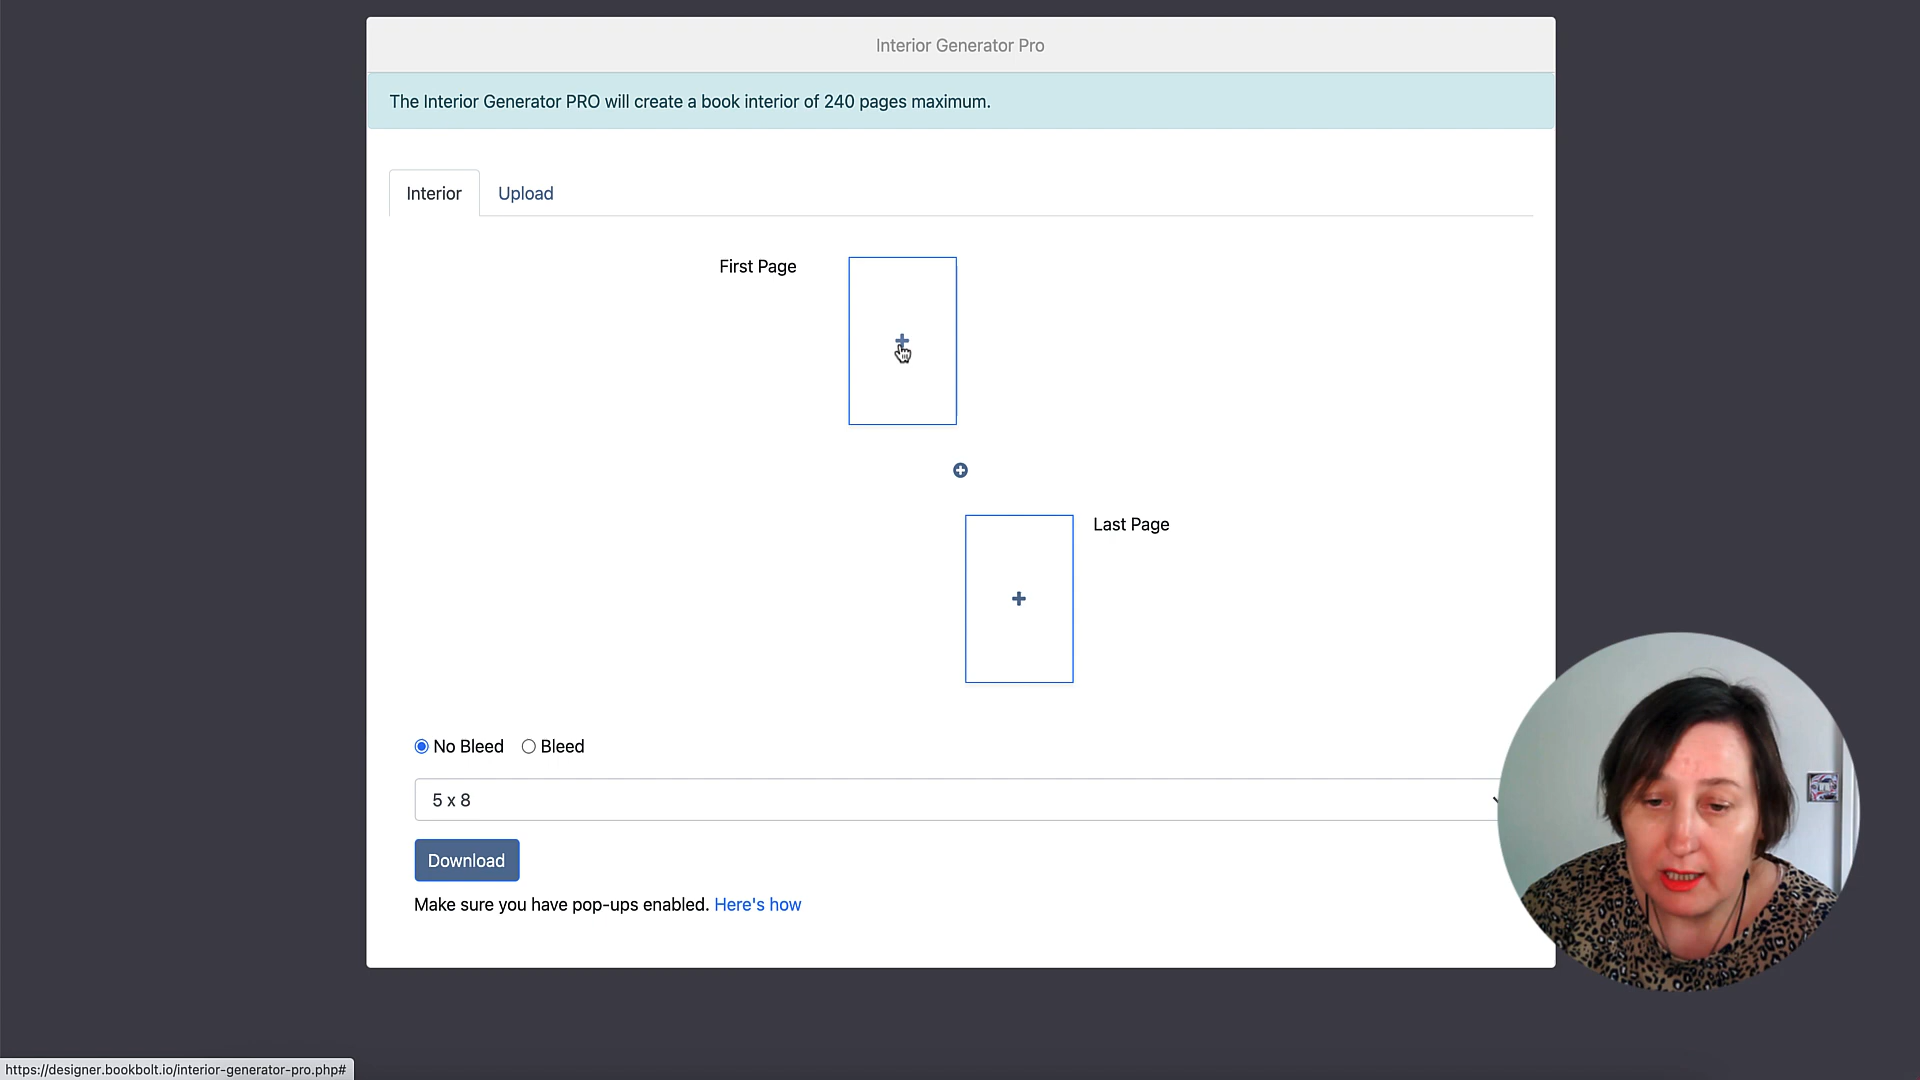 Interior Generator Pro
The Interior Generator PRO will create a book interior of 240 pages maximum.
Interior
Upload
First Page
Last Page
No Bleed
Bleed
5 x 8
Download
Make sure you have pop-ups enabled. Here's how
https://designer.bookbolt.io/interior-generator-pro.php#